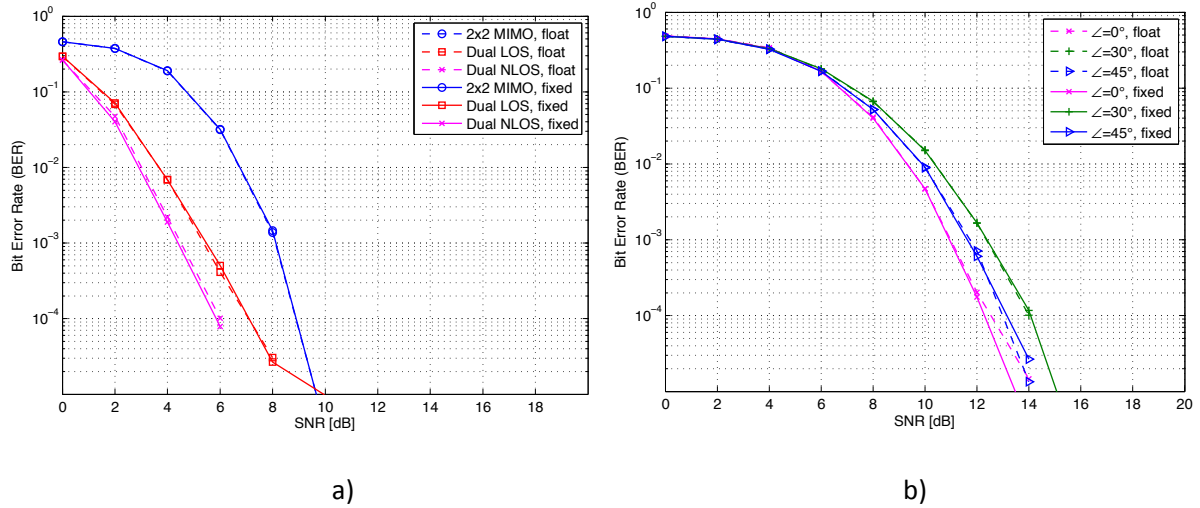 10^0
10^-1
10^-2
10^-3
10^-4
Bit Error Rate (BER)
0 2 4 6 8 10 12 14 16 18
SNR [dB]
2x2 MIMO, float
Dual LOS, float
Dual NLOS, float
2x2 MIMO, fixed
Dual LOS, fixed
Dual NLOS, fixed
a)
10^0
10^-1
10^-2
10^-3
10^-4
Bit Error Rate (BER)
0 2 4 6 8 10 12 14 16 18 20
SNR [dB]
∠=0°, float
∠=30°, float
∠=45°, float
∠=0°, fixed
∠=30°, fixed
∠=45°, fixed
b)